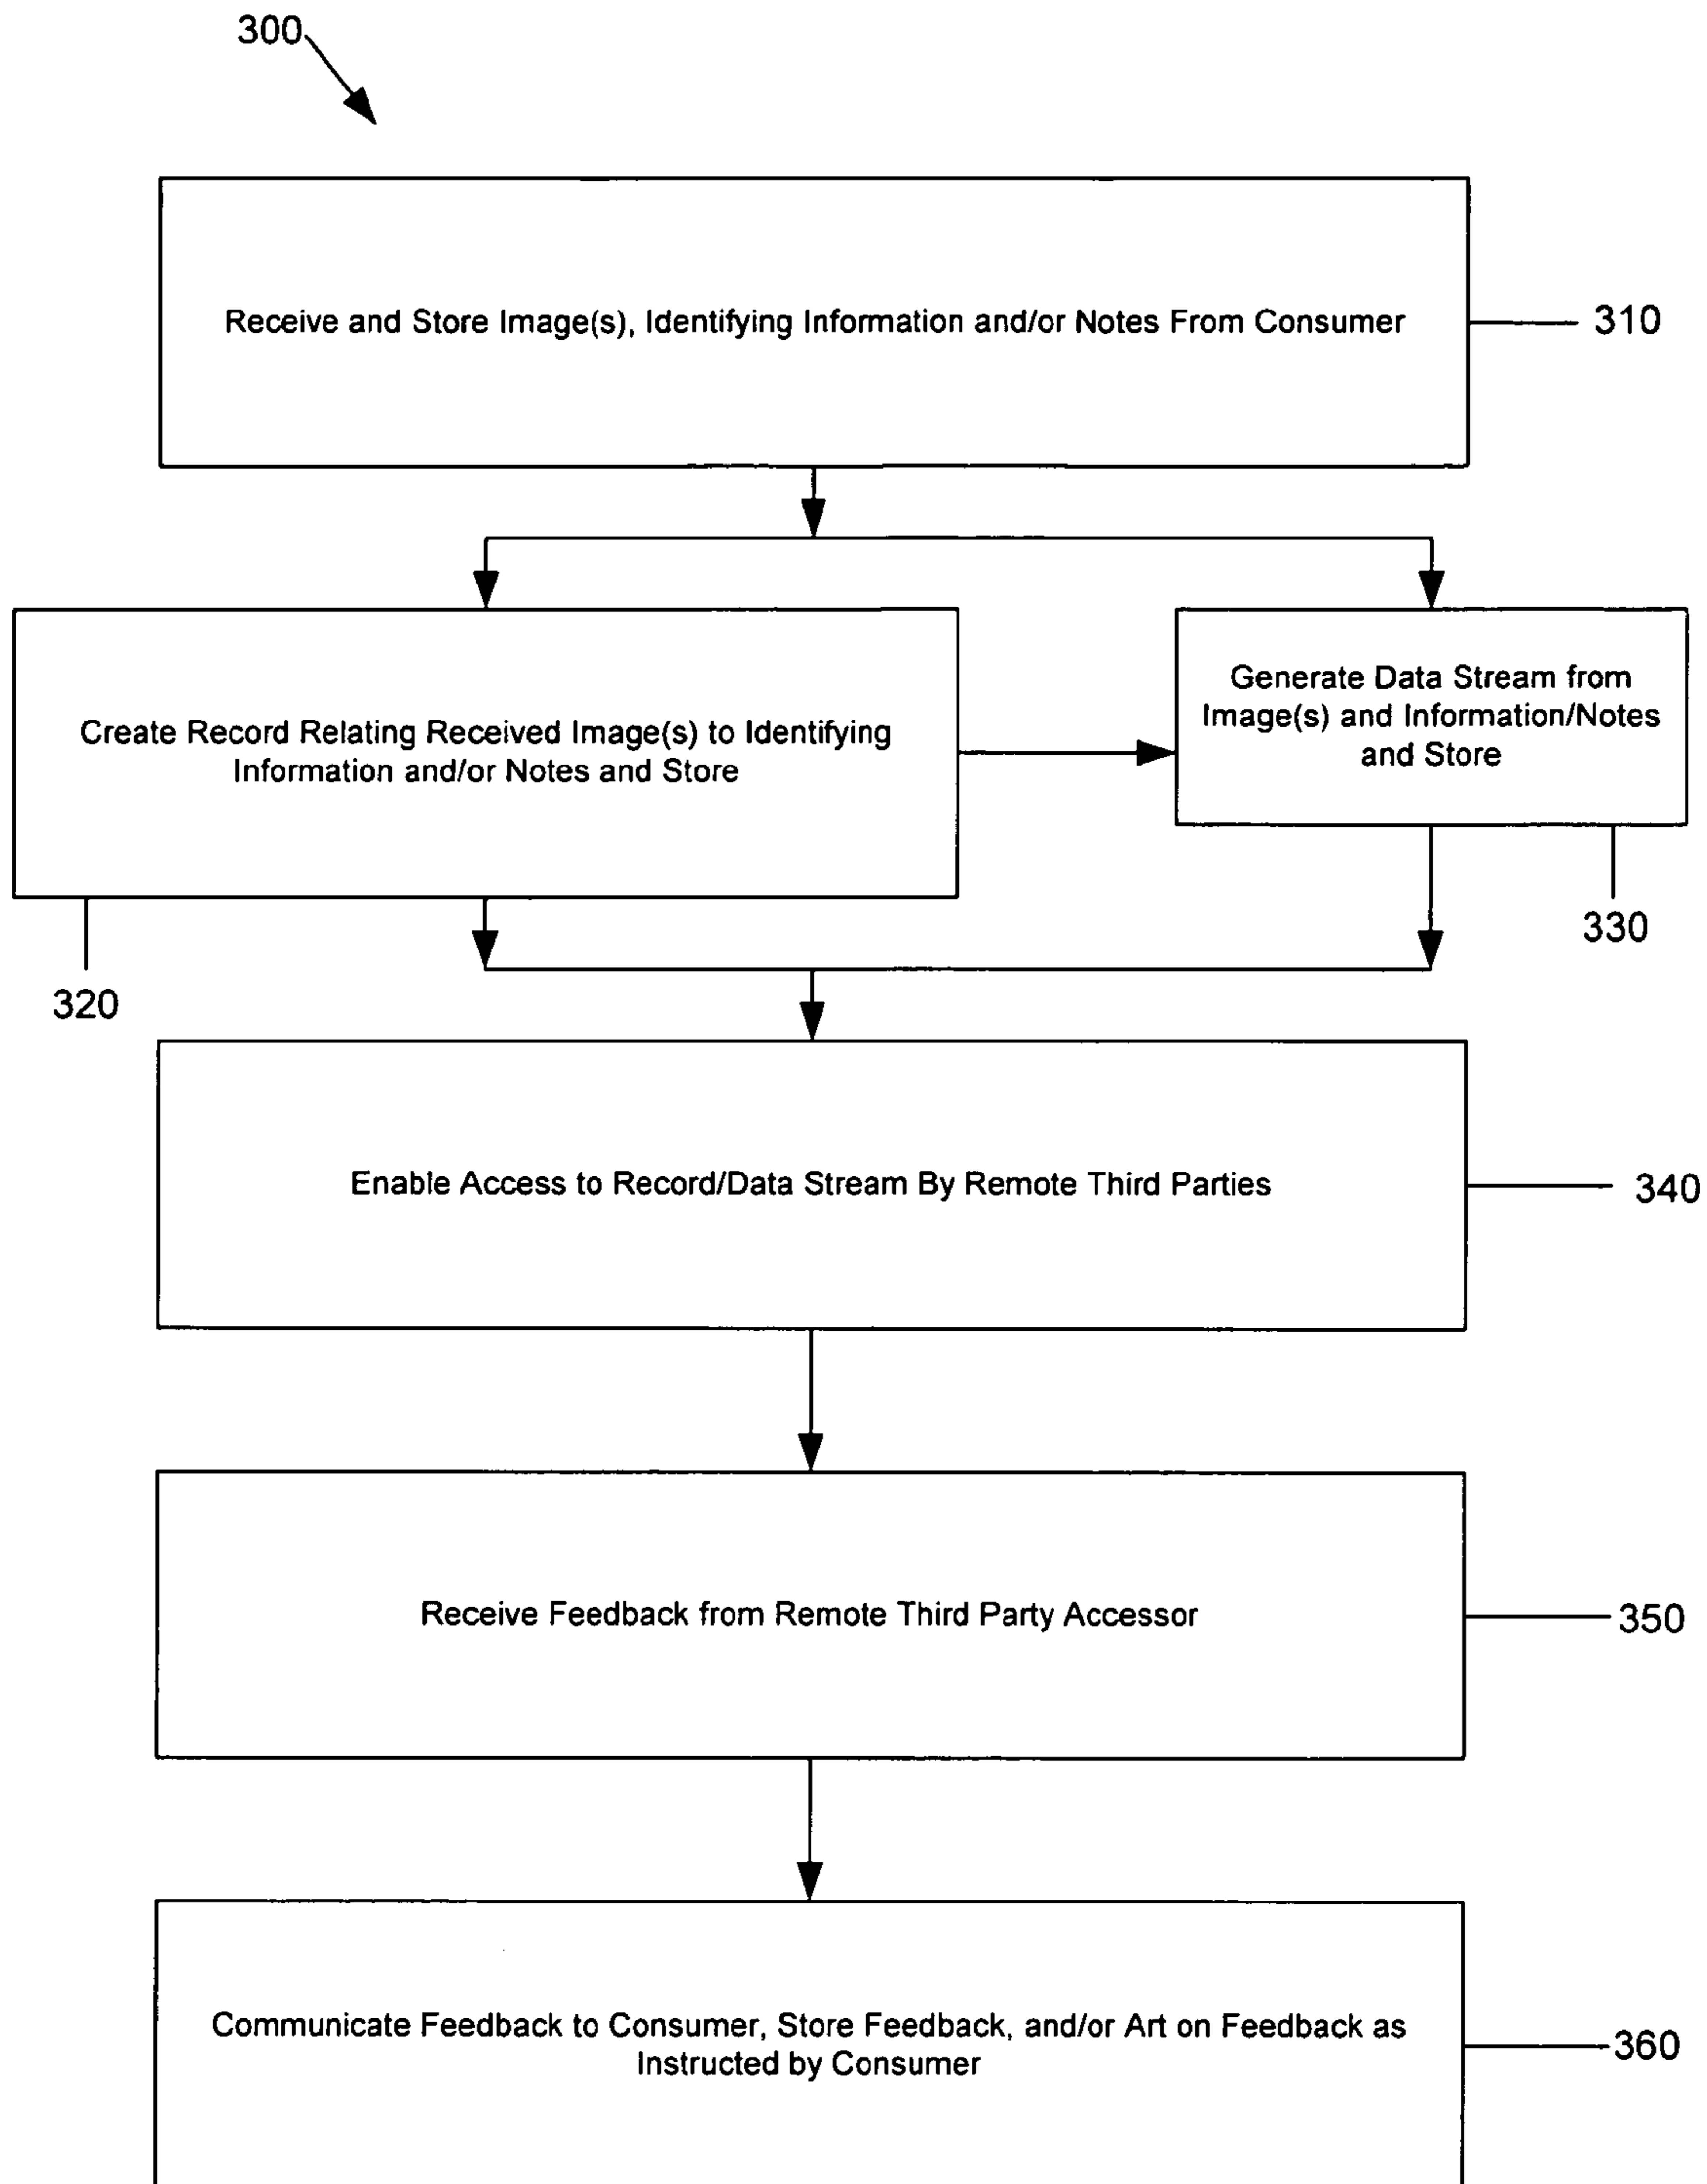 300
Receive and Store Image(s), Identifying Information and/or Notes From Consumer
310
Create Record Relating Received Image(s) to Identifying
Information and/or Notes and Store
320
Generate Data Stream from
Image(s) and Information/Notes
and Store
330
Enable Access to Record/Data Stream By Remote Third Parties
340
Receive Feedback from Remote Third Party Accessor
350
Communicate Feedback to Consumer, Store Feedback, and/or Art on Feedback as
Instructed by Consumer
360